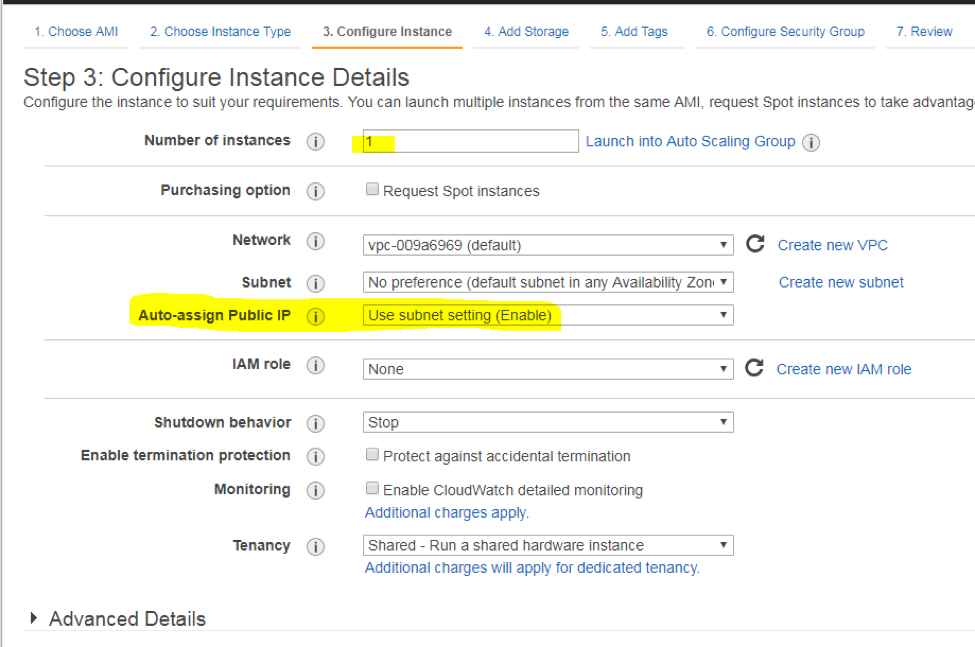 1. Choose AMI 2. Choose Instance Type 3. Configure Instance 4. Add Storage 5. Add Tags 6. Configure Security Group 7. Review
Step 3: Configure Instance Details
Configure the instance to suit your requirements. You can launch multiple instances from the same AMI, request Spot instances to take advantag
Number of instances i 1 Launch into Auto Scaling Group i
Purchasing option i Request Spot instances
Network i vpc-009a6969 (default) Create new VPC
Subnet i No preference (default subnet in any Availability Zon Create new subnet
Auto-assign Public IP i Use subnet setting (Enable)
IAM role i None Create new IAM role
Shutdown behavior i Stop
Enable termination protection i Protect against accidental termination
Monitoring i Enable CloudWatch detailed monitoring
Additional charges apply.
Tenancy i Shared - Run a shared hardware instance
Additional charges will apply for dedicated tenancy.
Advanced Details